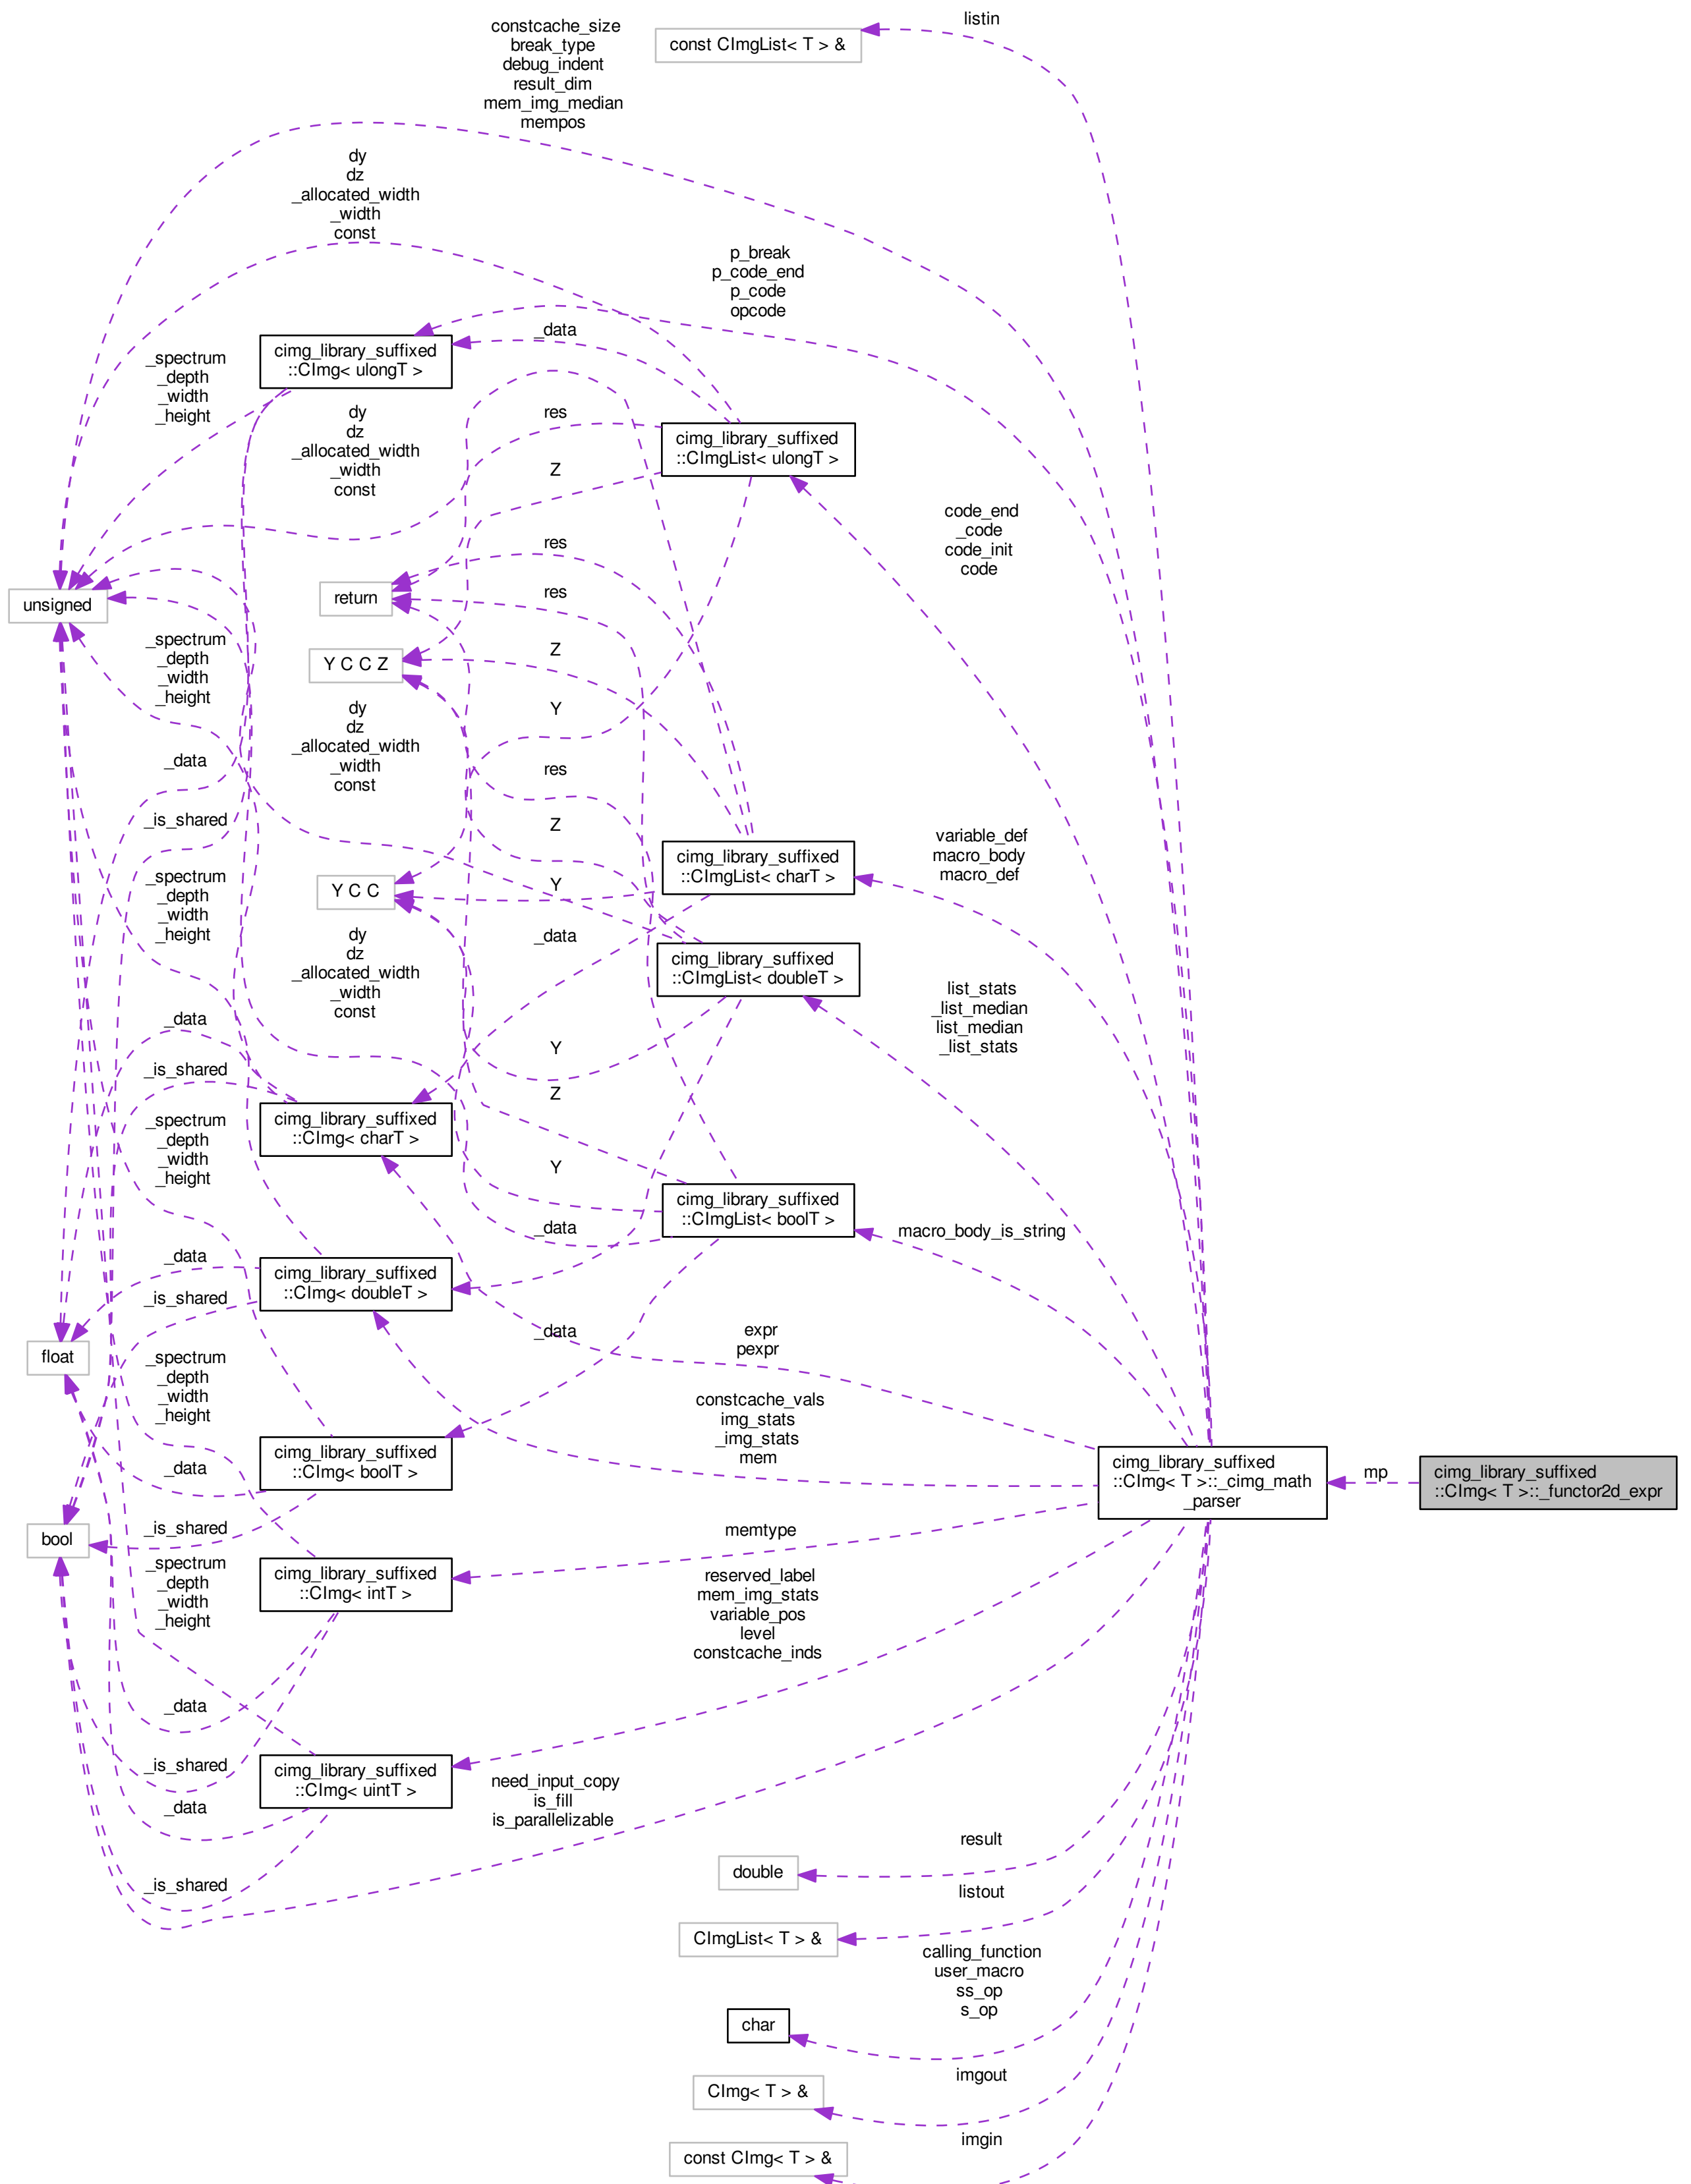 constcache_size
break_type
debug_indent
result_dim
mem_img_median
mempos
const CImgList< T > &
listin
dy
dz
_allocated_width
_width
const
p_break
p_code_end
p_code
opcode
_data
cimg_library_suffixed
::CImg< ulongT >
_spectrum
_depth
_width
_height
dy
dz
_allocated_width
_width
const
res
cimg_library_suffixed
::CImgList< ulongT >
Z
code_end
_code
code_init
code
res
unsigned
return
res
_spectrum
_depth
_width
_height
Y C C Z
Z
dy
dz
_allocated_width
_width
const
Y
_data
res
_is_shared
Z
variable_def
macro_body
macro_def
cimg_library_suffixed
::CImgList< charT >
_spectrum
_depth
_width
_height
Y C C
Y
dy
dz
_allocated_width
_width
const
_data
cimg_library_suffixed
::CImgList< doubleT >
list_stats
_list_median
list_median
_list_stats
_data
Y
_is_shared
Z
cimg_library_suffixed
::CImg< charT >
_spectrum
_depth
_width
_height
Y
cimg_library_suffixed
::CImgList< boolT >
_data
macro_body_is_string
_data
cimg_library_suffixed
::CImg< doubleT >
_is_shared
float
_data
expr
pexpr
_spectrum
_depth
_width
_height
constcache_vals
img_stats
_img_stats
mem
cimg_library_suffixed
::CImg< boolT >
_data
cimg_library_suffixed
::CImg< T >::_cimg_math
_parser
mp
cimg_library_suffixed
::CImg< T >::_functor2d_expr
bool
_is_shared
memtype
_spectrum
_depth
_width
_height
cimg_library_suffixed
::CImg< intT >
reserved_label
mem_img_stats
variable_pos
level
constcache_inds
_data
_is_shared
cimg_library_suffixed
::CImg< uintT >
_data
need_input_copy
is_fill
is_parallelizable
_is_shared
result
double
listout
CImgList< T > &
calling_function
user_macro
ss_op
s_op
char
imgout
CImg< T > &
imgin
const CImg< T > &